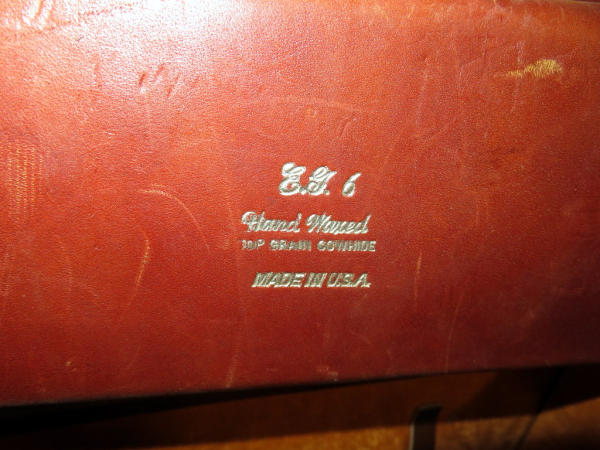 E.G. 6
Hand Waxed
TOP GRAIN COWHIDE
MADE IN U.S.A.